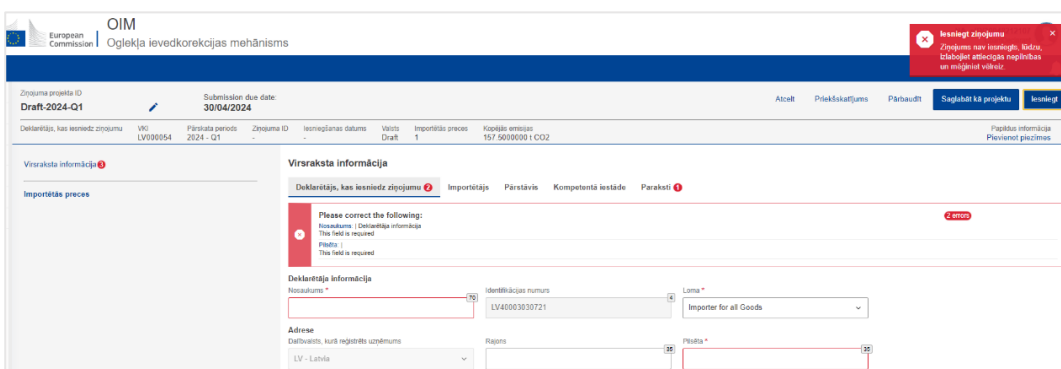 OIM
European
Commission
Oglekļa ievedkorekcijas mehānisms
Iesniegt ziņojumu
Ziņojums nav iesniegts, lūdzu,
izlabojiet attiecīgās nepilnības
un mēģiniet vēlreiz.
Ziņojuma projekta ID
Draft-2024-Q1
Submission due date:
30/04/2024
Atcelt Priekšskatījums Pārbaudīt Saglabāt kā projektu Iesniegt
Deklarētājs, kas iesniedz ziņojumu VKI Pārskata periods Ziņojuma ID Iesniegšanas datums Valsts Importētās preces Kopējās emisijas Papildus informācija
LV000054 2024 - Q1 - - Draft 1 157.5000000 t CO2 Pievienot piezīmes
Virsraksta informācija 3
Importētās preces
Virsraksta informācija
Deklarētājs, kas iesniedz ziņojumu 2 Importētājs Pārstāvis Kompetentā iestāde Paraksti 1
Please correct the following:
2 errors
Nosaukums: | Deklarētāja informācija
This field is required
Pilsēta: |
This field is required
Deklarētāja informācija
Nosaukums * 70 Identifikācijas numurs 4 Loma *
LV40003030721 Importer for all Goods
Adrese
Dalībvalsts, kurā reģistrēts uzņēmums Rajons 35 Pilsēta * 35
LV - Latvia